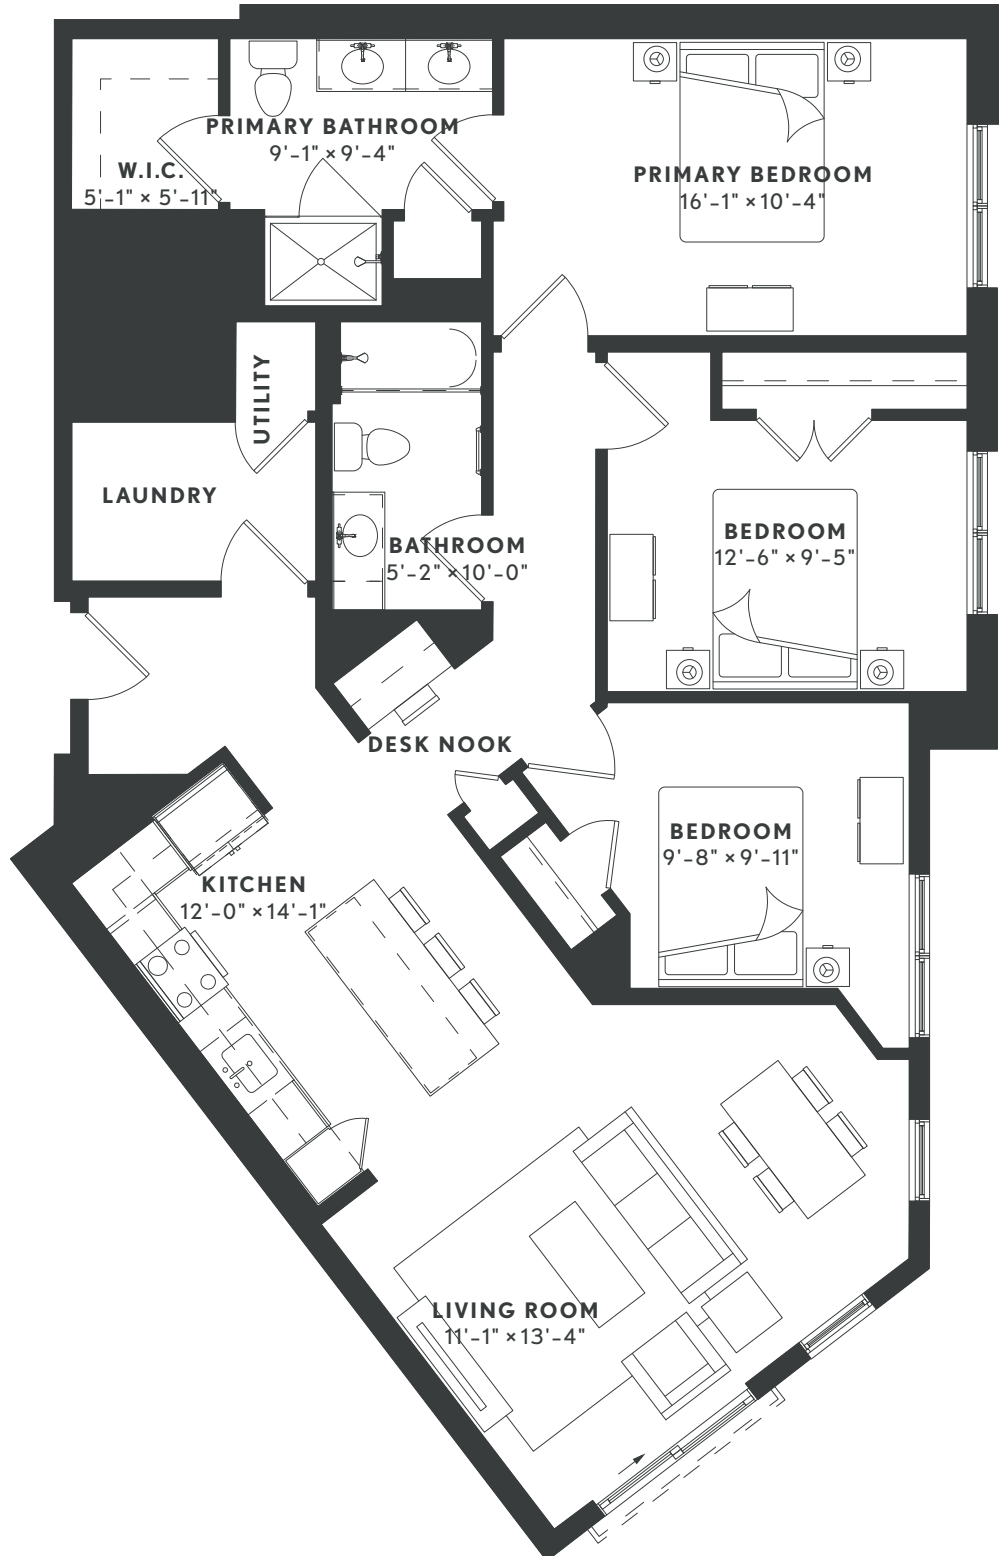 PRIMARY BATHROOM
9'-1" × 9'-4"
W.I.C.
5'-1" × 5'-11"
PRIMARY BEDROOM
16'-1" × 10'-4"
UTILITY
LAUNDRY
BATHROOM
5'-2" × 10'-0"
BEDROOM
12'-6" × 9'-5"
DESK NOOK
BEDROOM
9'-8" × 9'-11"
KITCHEN
12'-0" × 14'-1"
LIVING ROOM
11'-1" × 13'-4"